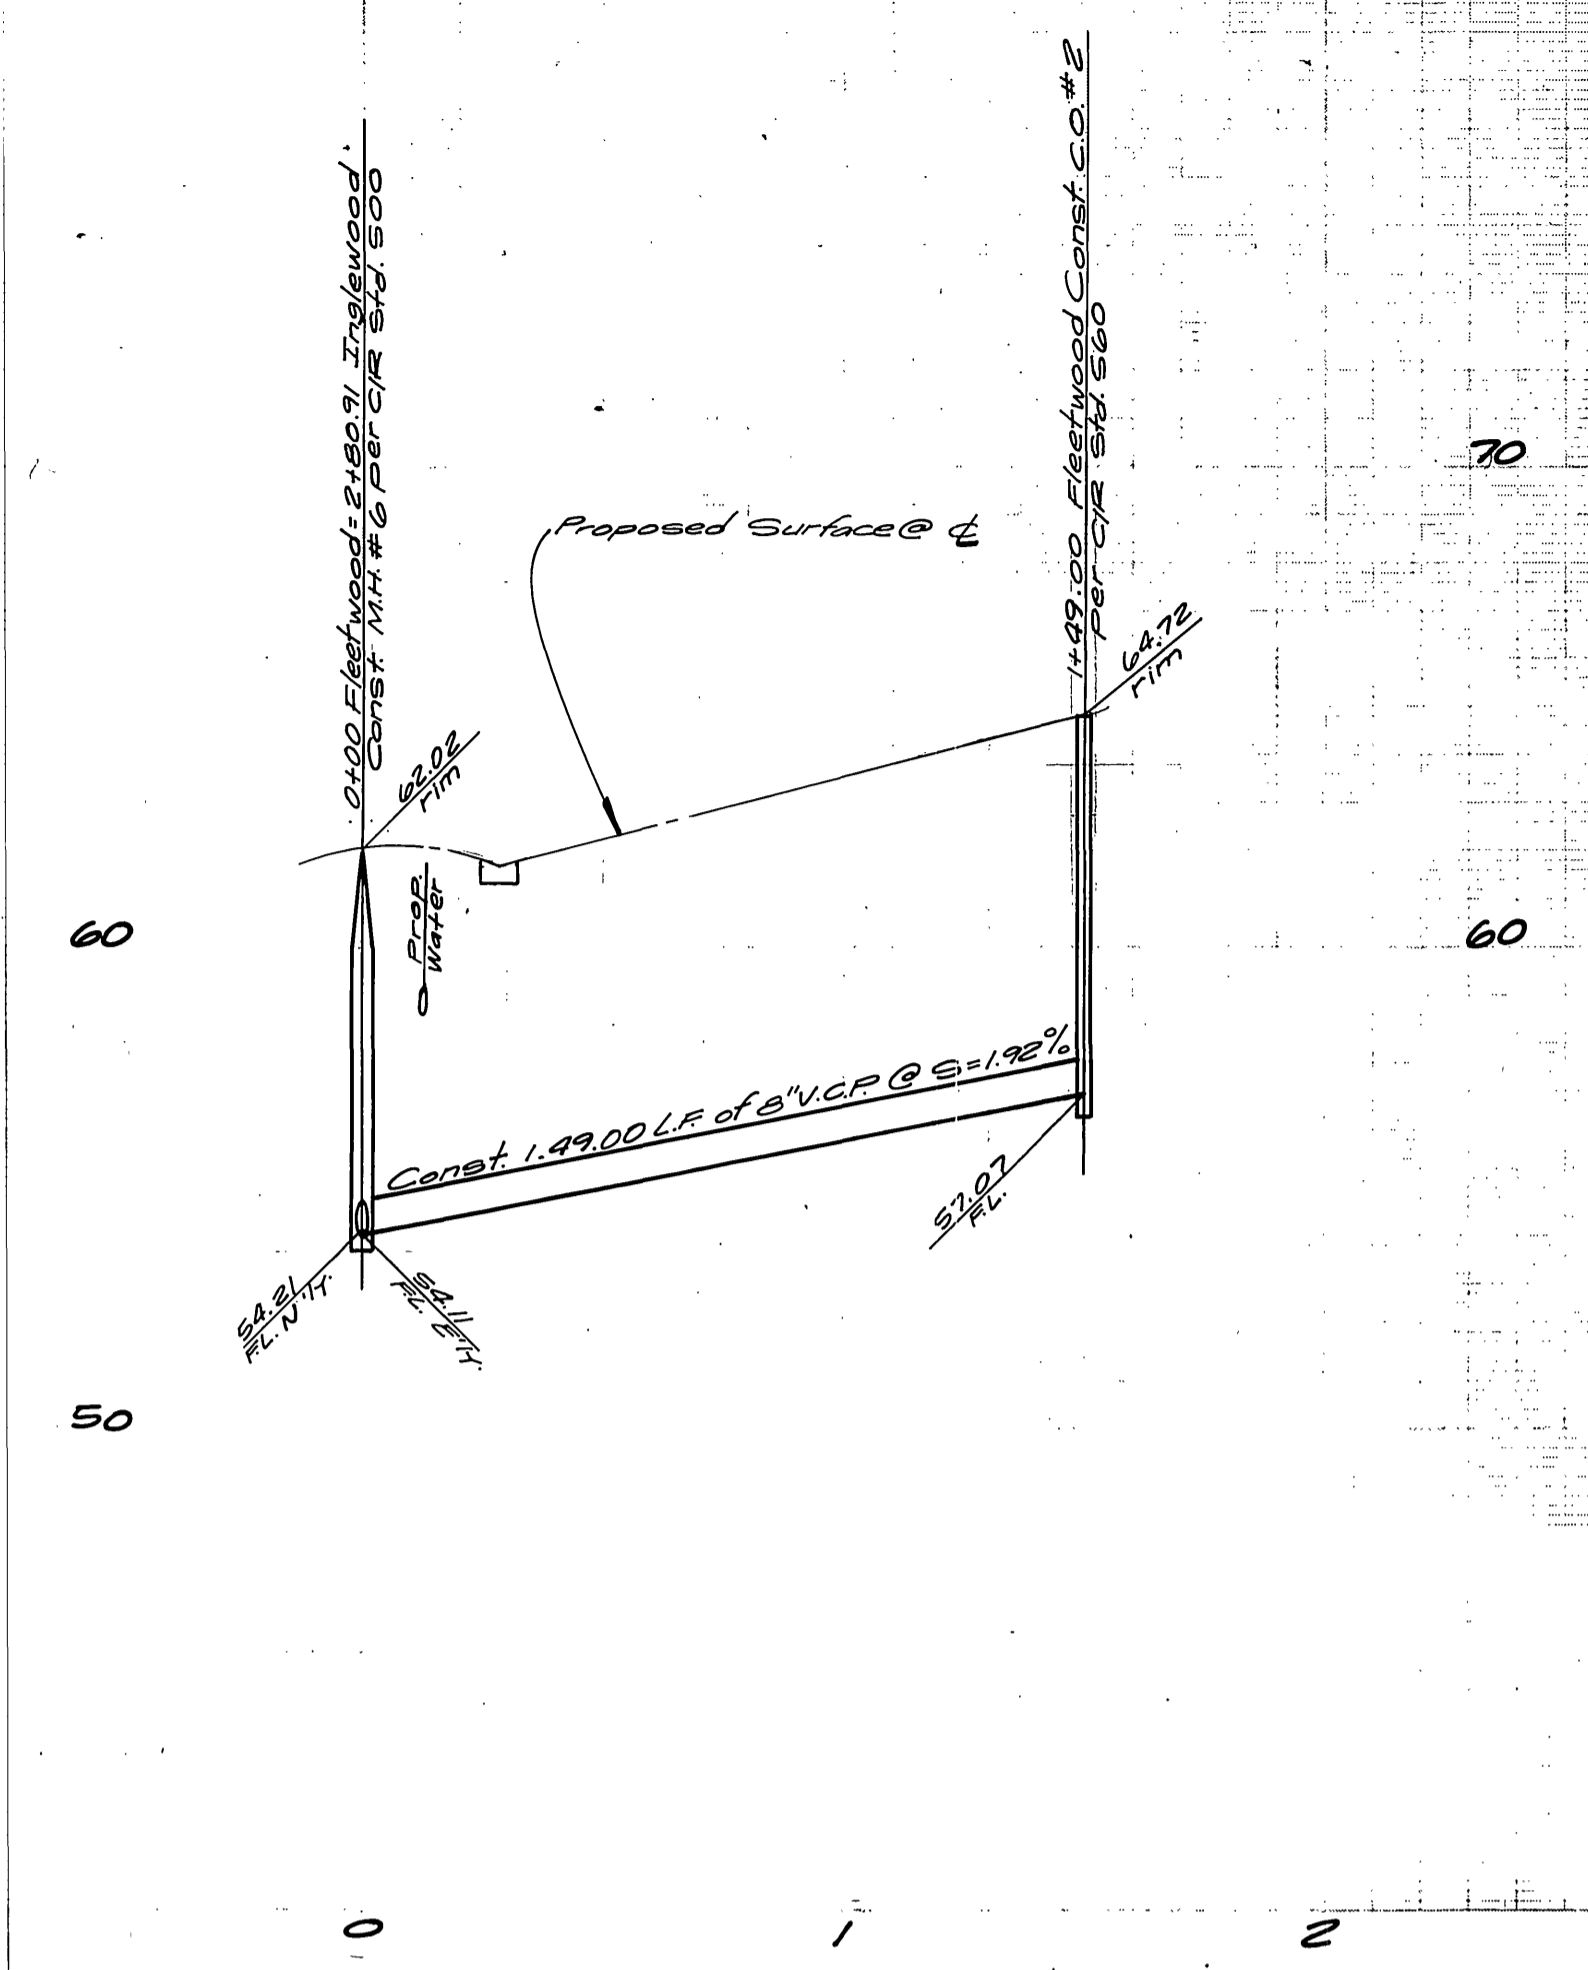 0+00 Fleetwood = 2+80.91 Inglewood
Const. M.H. #6 per C/R Std. 500
1+49.00 Fleetwood Const. C.O. #2
per C/R Std. 560
70
Proposed Surface @ ℄
64.72
rim
62.02
rim
60
Prop.
Water
60
Const. 1.49.00 L.F. of 8" V.C.P. @ S=1.92%
57.07
F.L.
54.21
F.L. N'ly.
54.11
F.L. E'ly.
50
0
1
2